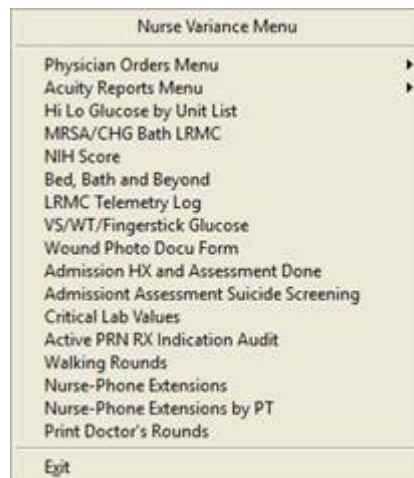 Nurse Variance Menu
Physician Orders Menu
Acuity Reports Menu
Hi Lo Glucose by Unit List
MRSA/CHG Bath LRMC
NIH Score
Bed, Bath and Beyond
LRMC Telemetry Log
VS/WT/Fingerstick Glucose
Wound Photo Docu Form
Admission HX and Assessment Done
Admissiont Assessment Suicide Screening
Critical Lab Values
Active PRN RX Indication Audit
Walking Rounds
Nurse-Phone Extensions
Nurse-Phone Extensions by PT
Print Doctor's Rounds
Exit